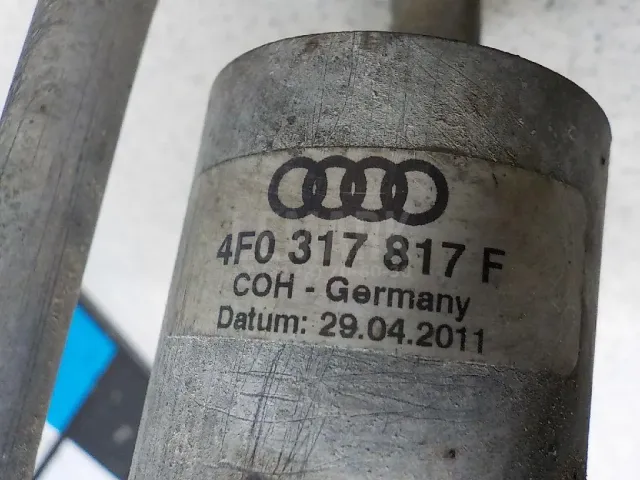 4F0 317 817 F
COH - Germany
Datum: 29.04.2011